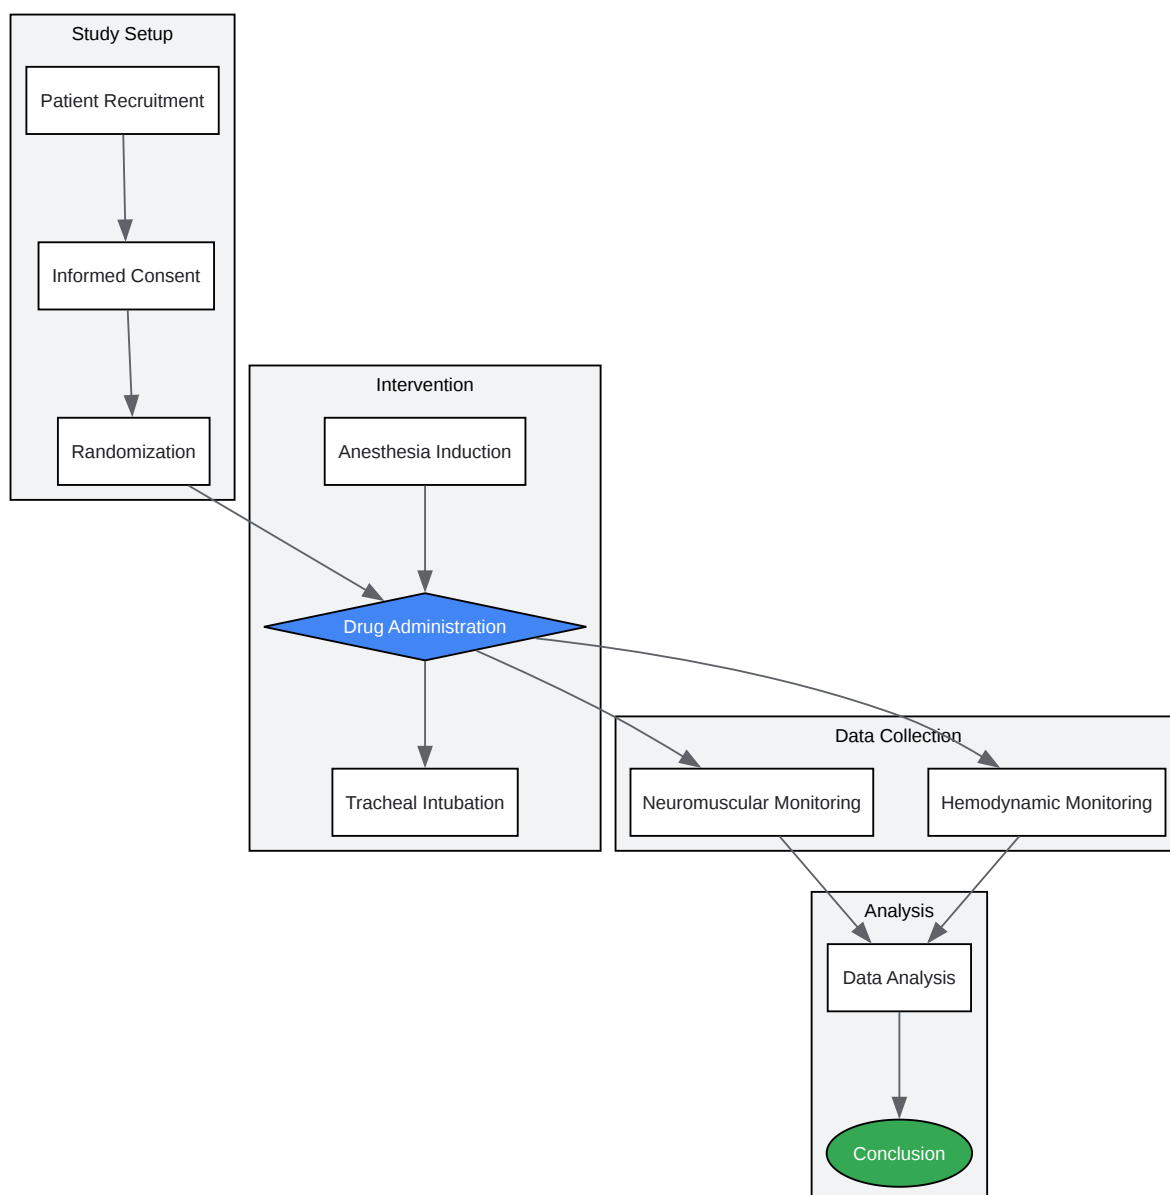 Study Setup
Patient Recruitment
Informed Consent
Randomization
Intervention
Anesthesia Induction
Drug Administration
Tracheal Intubation
Data Collection
Neuromuscular Monitoring
Hemodynamic Monitoring
Analysis
Data Analysis
Conclusion